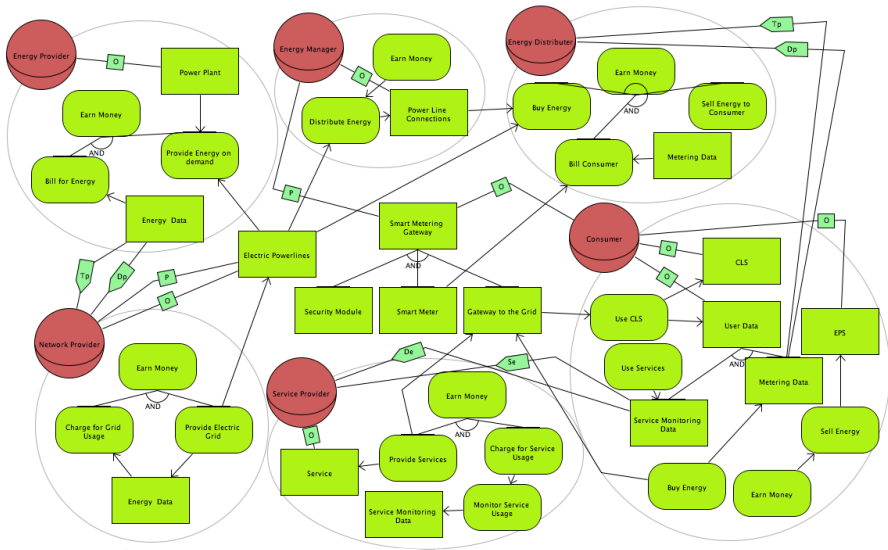 Energy Provider
O
Power Plant
Earn Money
AND
Provide Energy on
demand
Bill for Energy
Energy Data
Tp
Dp
P
O
Electric Powerlines
Energy Manager
O
Earn Money
Distribute Energy
Power Line
Connections
P
Energy Distributer
Tp
Dp
Earn Money
Buy Energy
AND
Sell Energy to
Consumer
Bill Consumer
Metering Data
Smart Metering
Gateway
O
AND
Security Module
Smart Meter
Gateway to the Grid
Consumer
O
O
O
CLS
Use CLS
User Data
EPS
AND
Use Services
Metering Data
Service Monitoring
Data
Sell Energy
Buy Energy
Earn Money
Network Provider
Earn Money
AND
Charge for Grid
Usage
Provide Electric
Grid
Energy Data
De
Se
Service Provider
O
Earn Money
AND
Provide Services
Charge for Service
Usage
Service
Service Monitoring
Data
Monitor Service
Usage